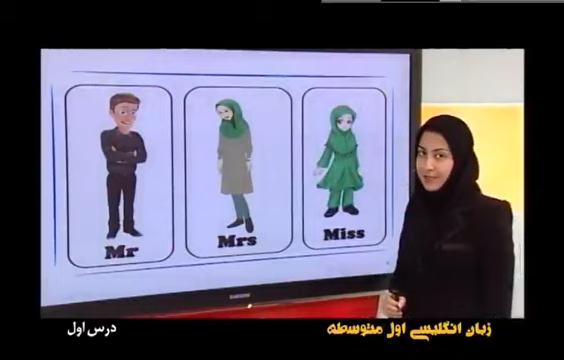 Mr
Mrs
Miss
SAMSUNG
زبان انگلیسی اول متوسطه
درس اول